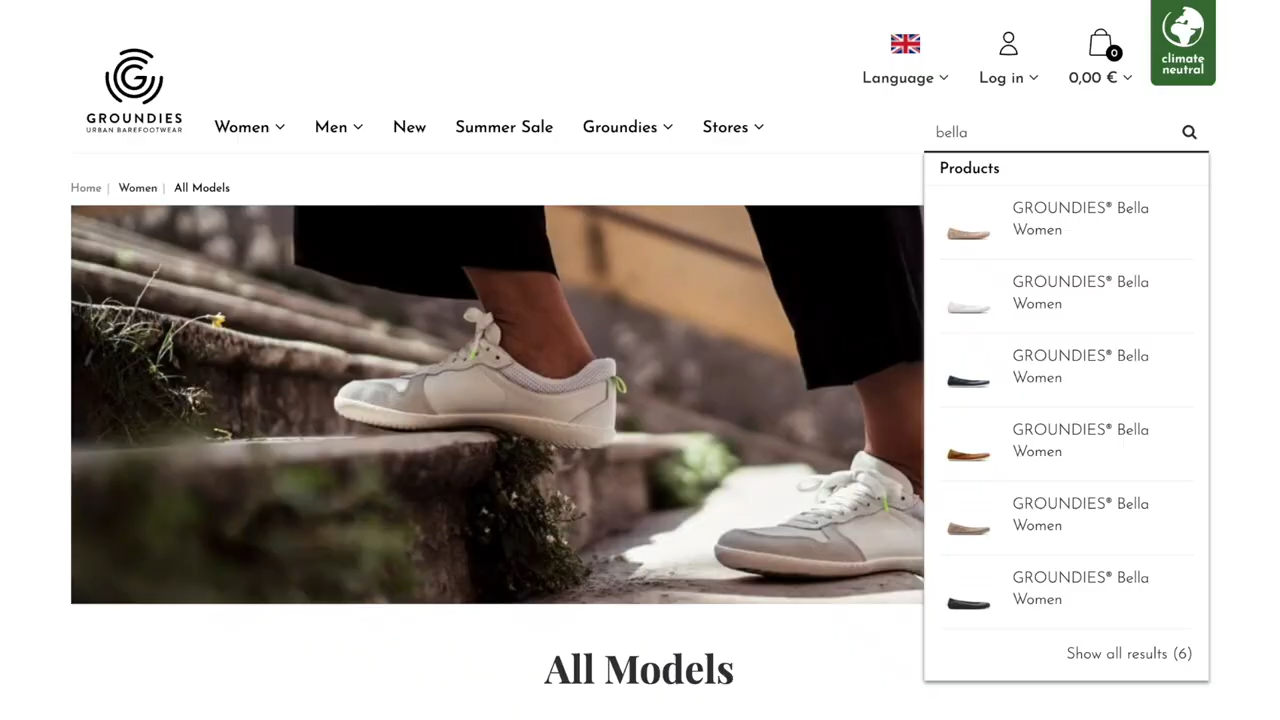 climate
neutral
0
Language
Log in
0,00 €
GROUNDIES
URBAN BAREFOOTWEAR
Women
Men
New
Summer Sale
Groundies
Stores
bella
Products
GROUNDIES® Bella
Women
GROUNDIES® Bella
Women
GROUNDIES® Bella
Women
GROUNDIES® Bella
Women
GROUNDIES® Bella
Women
GROUNDIES® Bella
Women
Show all results (6)
Home | Women | All Models
All Models